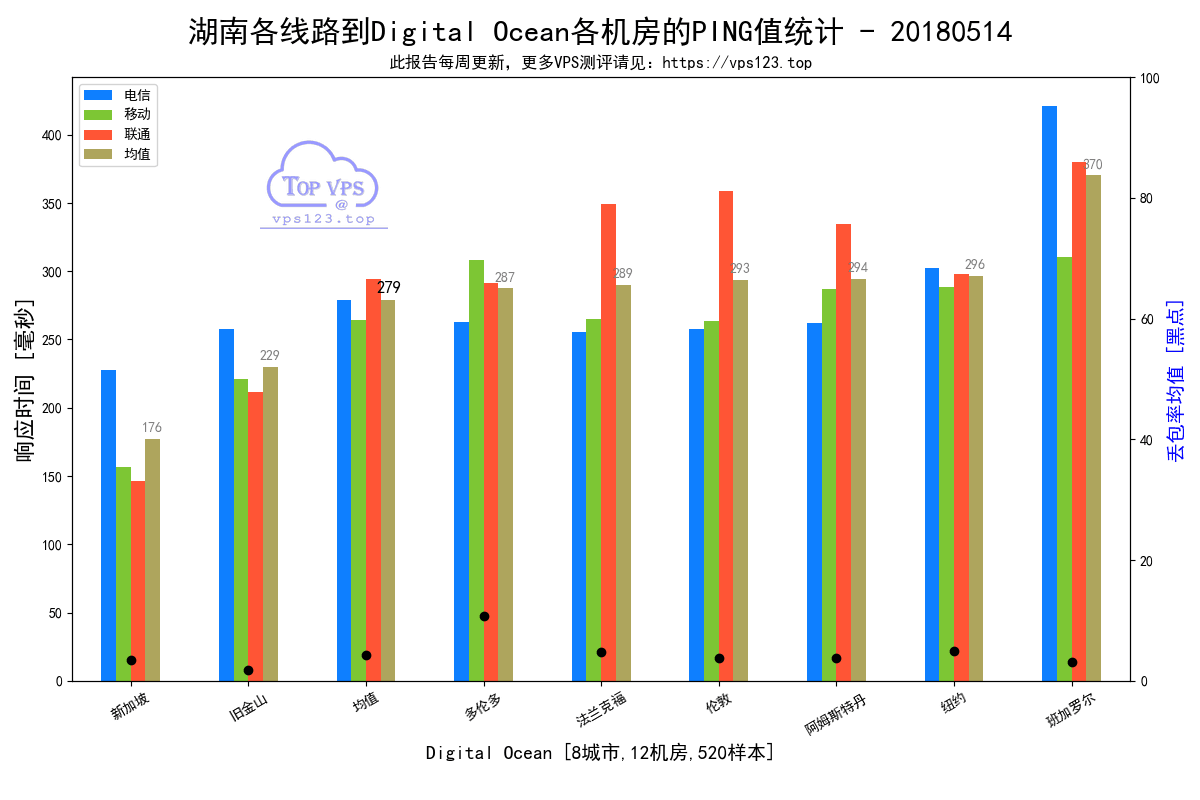 湖南各线路到Digital Ocean各机房的PING值统计 - 20180514
此报告每周更新，更多VPS测评请见：https://vps123.top
电信
移动
联通
均值
TOP VPS
@
vps123.top
响应时间 [毫秒]
400
350
300
250
200
150
100
50
0
100
80
60
40
20
0
丢包率均值 [黑点]
176
229
279
287
289
293
294
296
370
新加坡
旧金山
均值
多伦多
法兰克福
伦敦
阿姆斯特丹
纽约
班加罗尔
Digital Ocean [8城市,12机房,520样本]